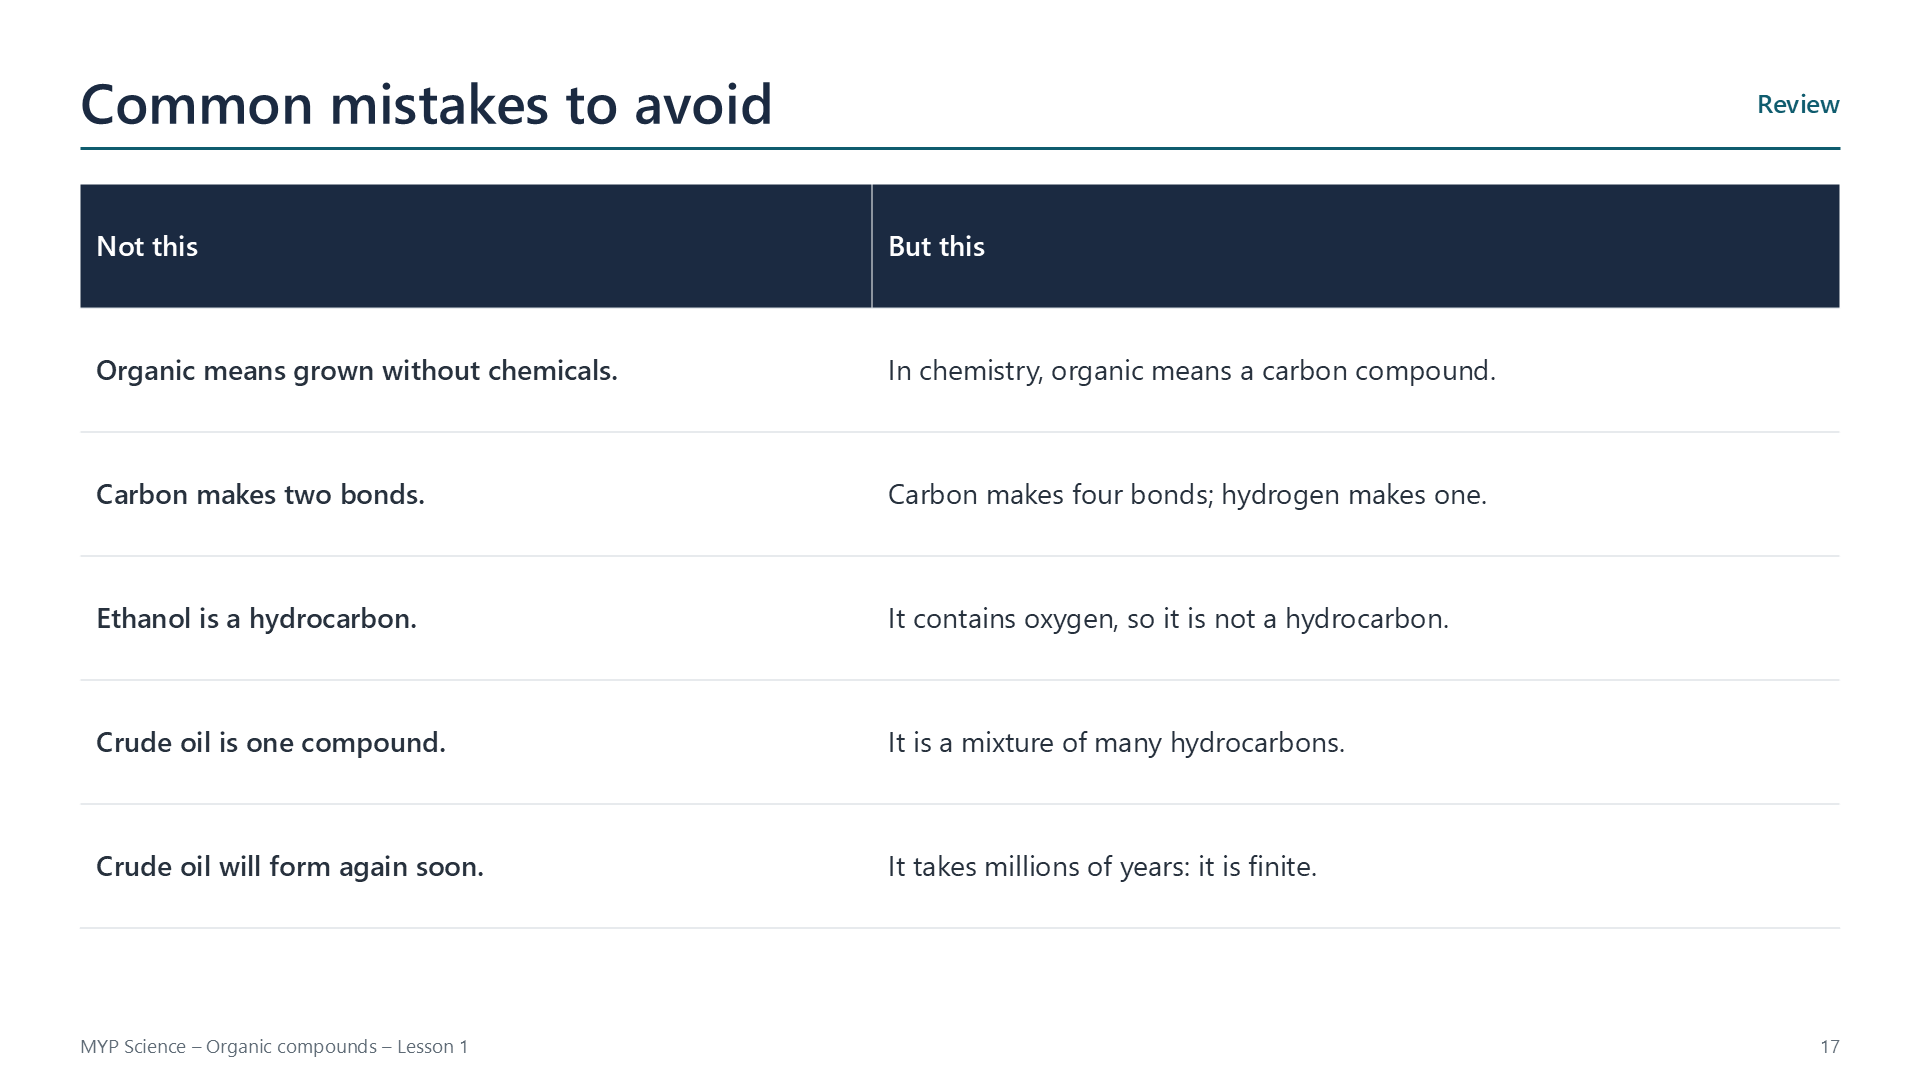 Common mistakes to avoid
Review
Not this
But this
Organic means grown without chemicals.
In chemistry, organic means a carbon compound.
Carbon makes two bonds.
Carbon makes four bonds; hydrogen makes one.
Ethanol is a hydrocarbon.
It contains oxygen, so it is not a hydrocarbon.
Crude oil is one compound.
It is a mixture of many hydrocarbons.
Crude oil will form again soon.
It takes millions of years: it is finite.
MYP Science – Organic compounds – Lesson 1
17